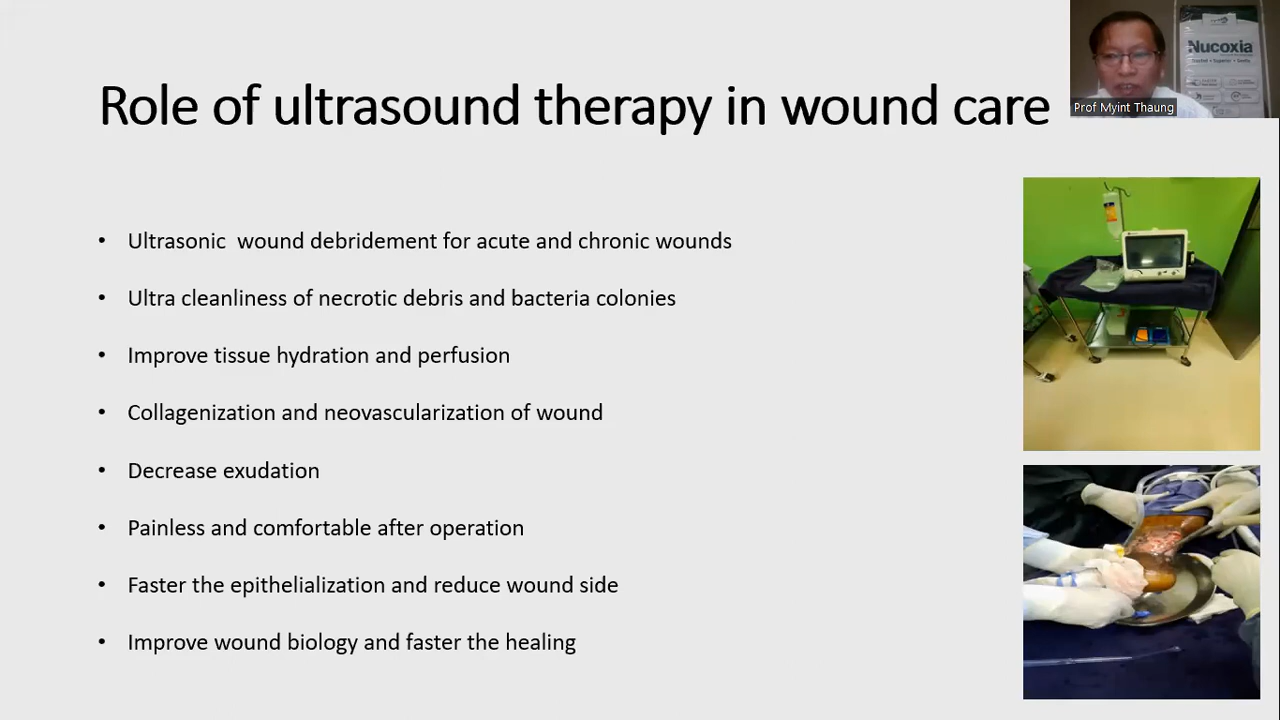 Role of ultrasound therapy in wound care
Nucoxia
Prof Myint Thaung
• Ultrasonic  wound debridement for acute and chronic wounds
• Ultra cleanliness of necrotic debris and bacteria colonies
• Improve tissue hydration and perfusion
• Collagenization and neovascularization of wound
• Decrease exudation
• Painless and comfortable after operation
• Faster the epithelialization and reduce wound side
• Improve wound biology and faster the healing